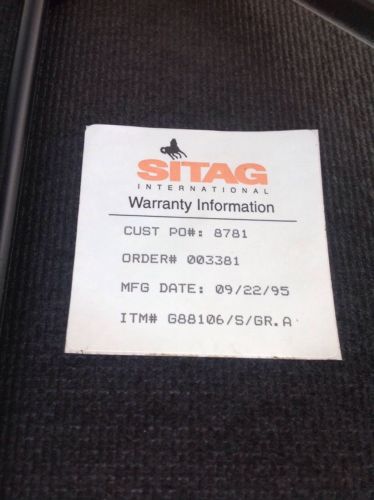 SITAG
INTERNATIONAL
Warranty Information
CUST PO#: 8781
ORDER# 003381
MFG DATE: 09/22/95
ITM# G88106/S/GR.A